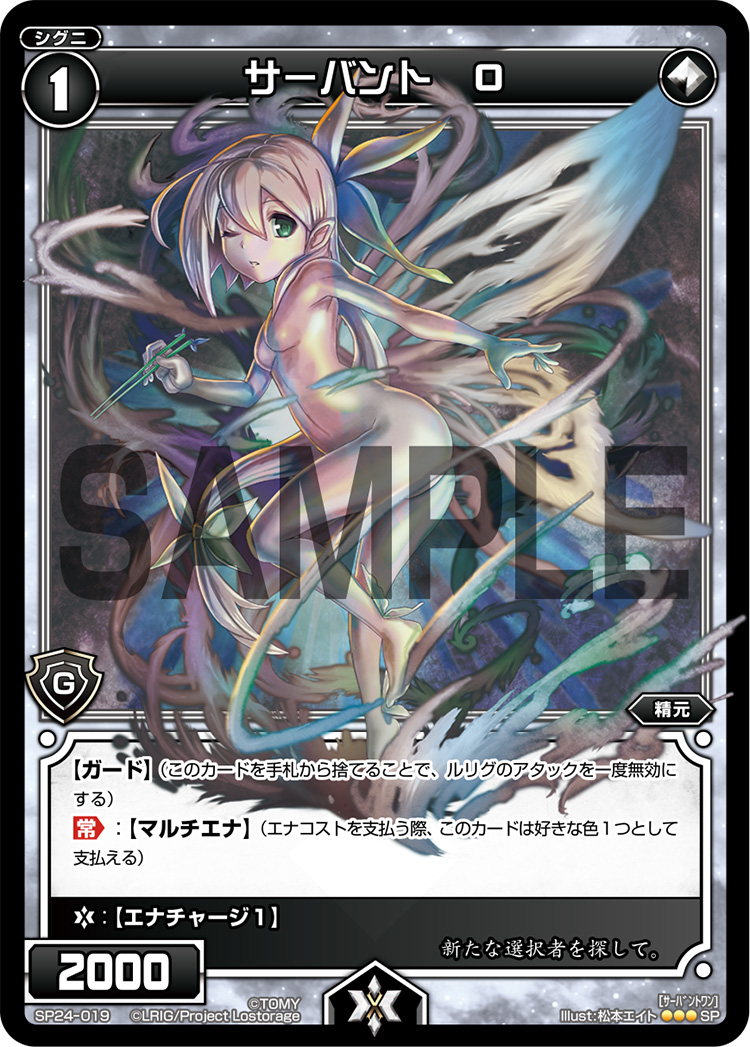 シグニ
1
サーバント O
SAMPLE
G
精元
【ガード】（このカードを手札から捨てることで、ルリグのアタックを一度無効に
する）
常：【マルチエナ】（エナコストを支払う際、このカードは好きな色１つとして
支払える）
：【エナチャージ１】
新たな選択者を探して。
2000
[サーバントワン]
©TOMY
SP24-019 ©LRIG/Project Lostorage
Illust:松本エイト SP